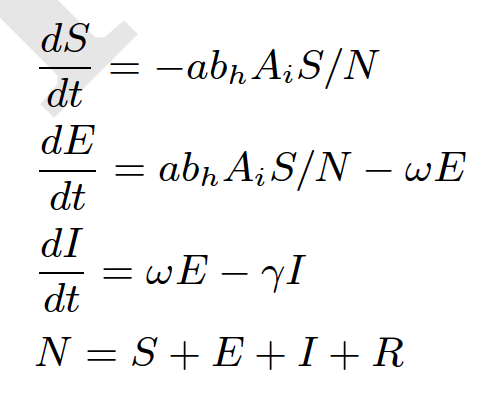 dS/dt = −ab_h A_i S/N
dE/dt = ab_h A_i S/N − ωE
dI/dt = ωE − γI
N = S + E + I + R